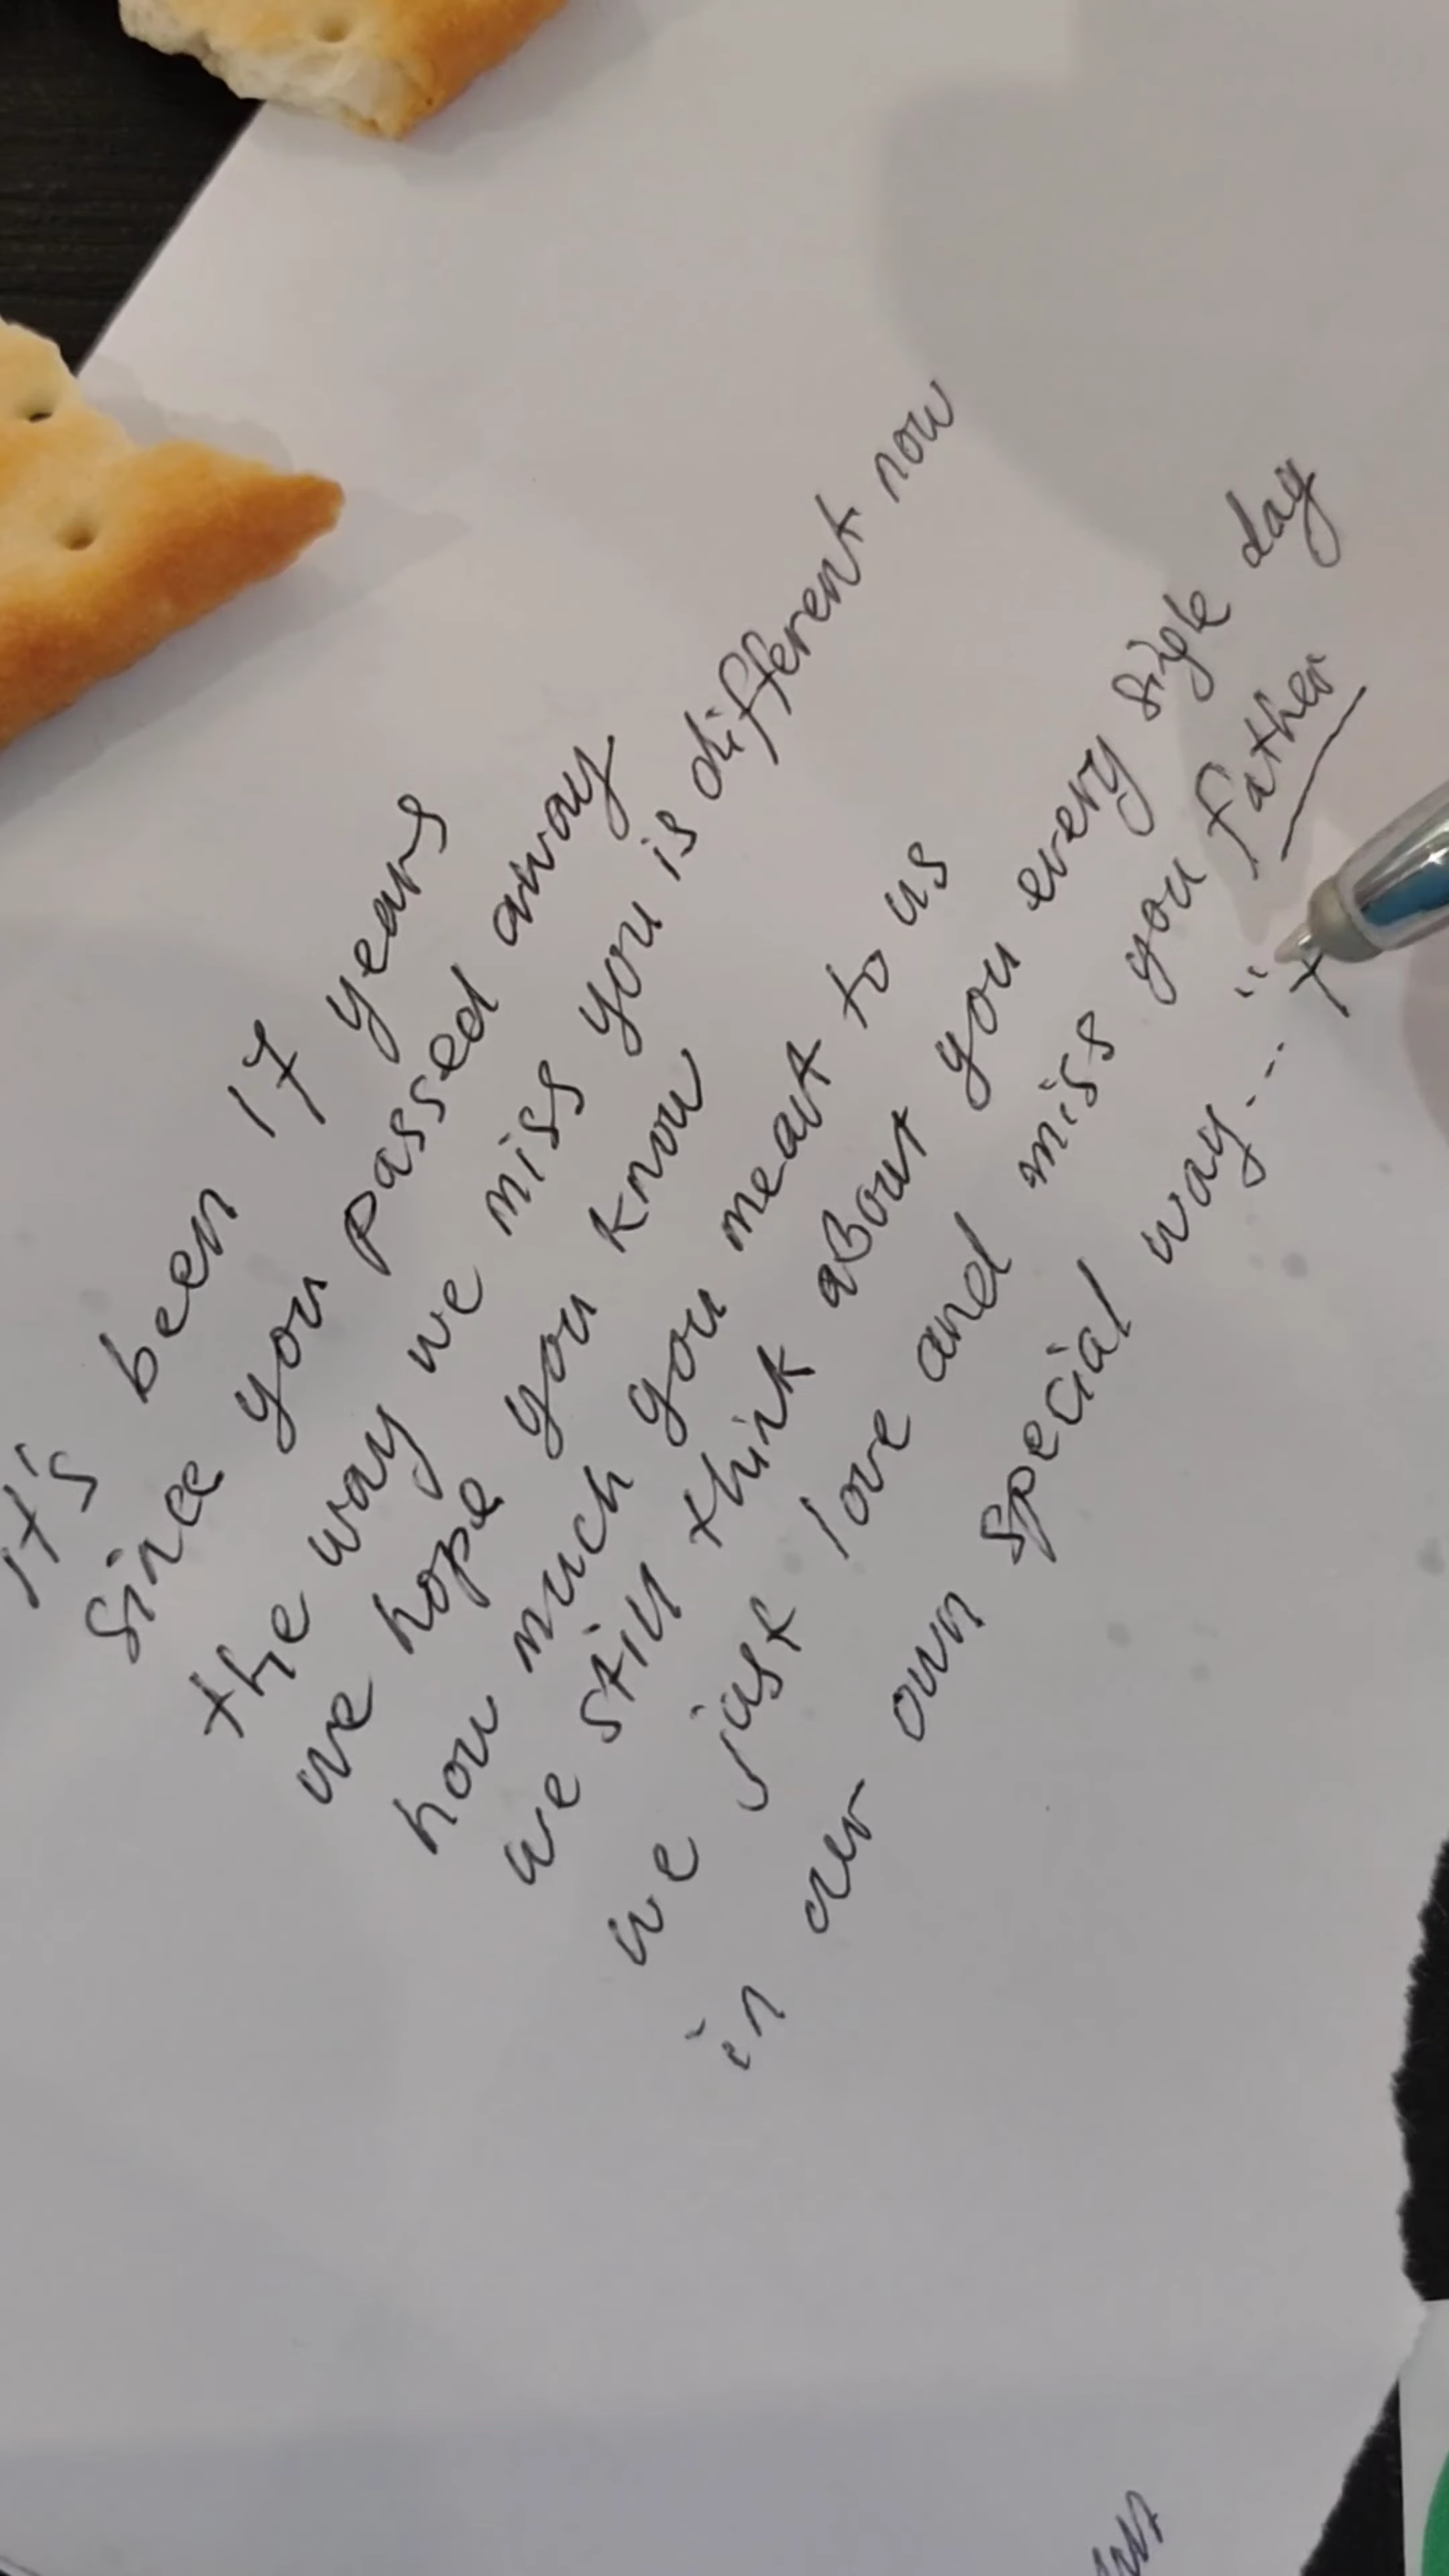 it's been 17 years
since you passed away
the way we miss you is different now
we hope you know
how much you meant to us
we still think about you every single day
we just love and miss you father
in our own special way..."